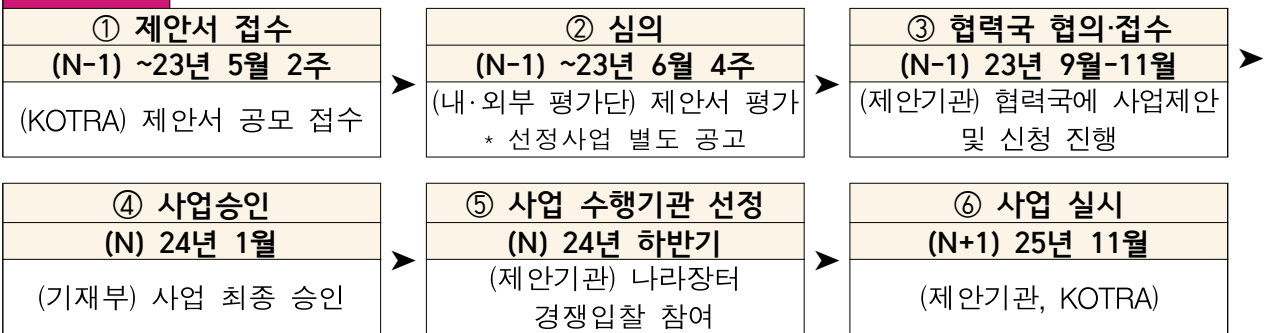 ① 제안서 접수
(N-1) ~23년 5월 2주
(KOTRA) 제안서 공모 접수
➤
② 심의
(N-1) ~23년 6월 4주
(내·외부 평가단) 제안서 평가
* 선정사업 별도 공고
➤
③ 협력국 협의·접수
(N-1) 23년 9월-11월
(제안기관) 협력국에 사업제안
및 신청 진행
➤
④ 사업승인
(N) 24년 1월
(기재부) 사업 최종 승인
➤
⑤ 사업 수행기관 선정
(N) 24년 하반기
(제안기관) 나라장터
경쟁입찰 참여
➤
⑥ 사업 실시
(N+1) 25년 11월
(제안기관, KOTRA)